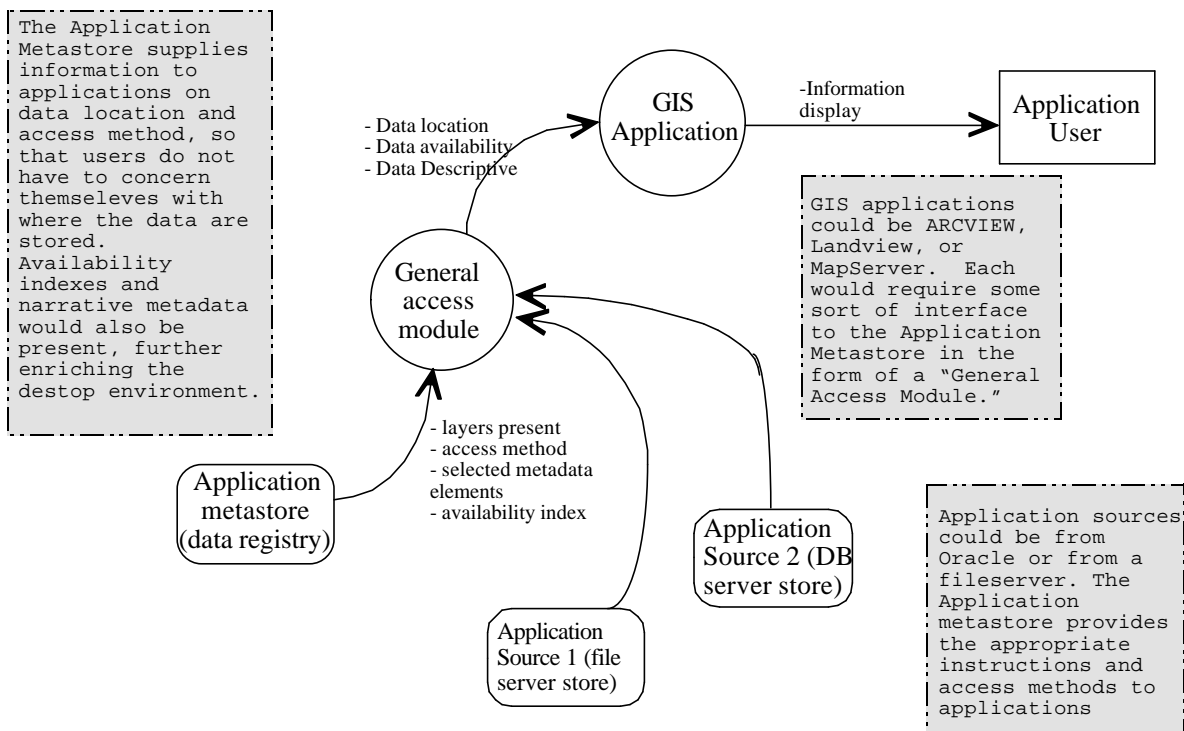 The Application
Metastore supplies
information to
applications on
data location and
access method, so
that users do not
have to concern
themseleves with
where the data are
stored.
Availability
indexes and
narrative metadata
would also be
present, further
enriching the
destop environment.
- Data location
- Data availability
- Data Descriptive
GIS
Application
-Information
display
Application
User
GIS applications
could be ARCVIEW,
Landview, or
MapServer.  Each
would require some
sort of interface
to the Application
Metastore in the
form of a “General
Access Module.”
General
access
module
- layers present
- access method
- selected metadata
elements
- availability index
Application
metastore
(data registry)
Application
Source 1 (file
server store)
Application
Source 2 (DB
server store)
Application sources
could be from
Oracle or from a
fileserver. The
Application
metastore provides
the appropriate
instructions and
access methods to
applications